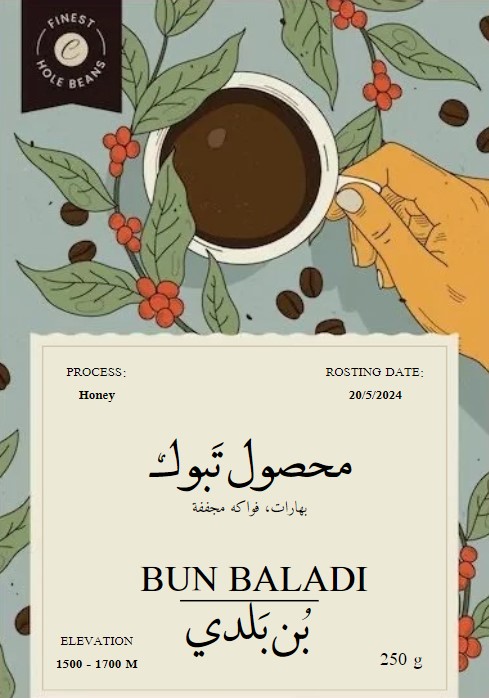 FINEST
HOLE BEANS
PROCESS:
Honey
ROSTING DATE:
20/5/2024
محصول تَبوك
بهارات، فواكه مجففة
BUN BALADI
بُن بَلدي
ELEVATION
1500 - 1700 M
250 g